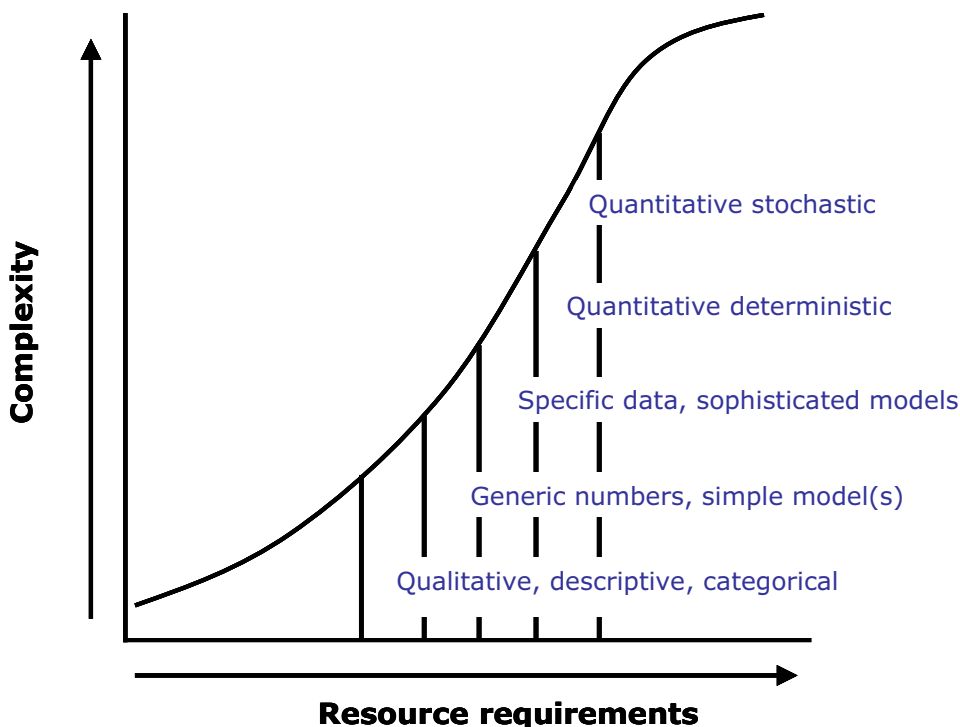 Complexity
Quantitative stochastic
Quantitative deterministic
Specific data, sophisticated models
Generic numbers, simple model(s)
Qualitative, descriptive, categorical
Resource requirements